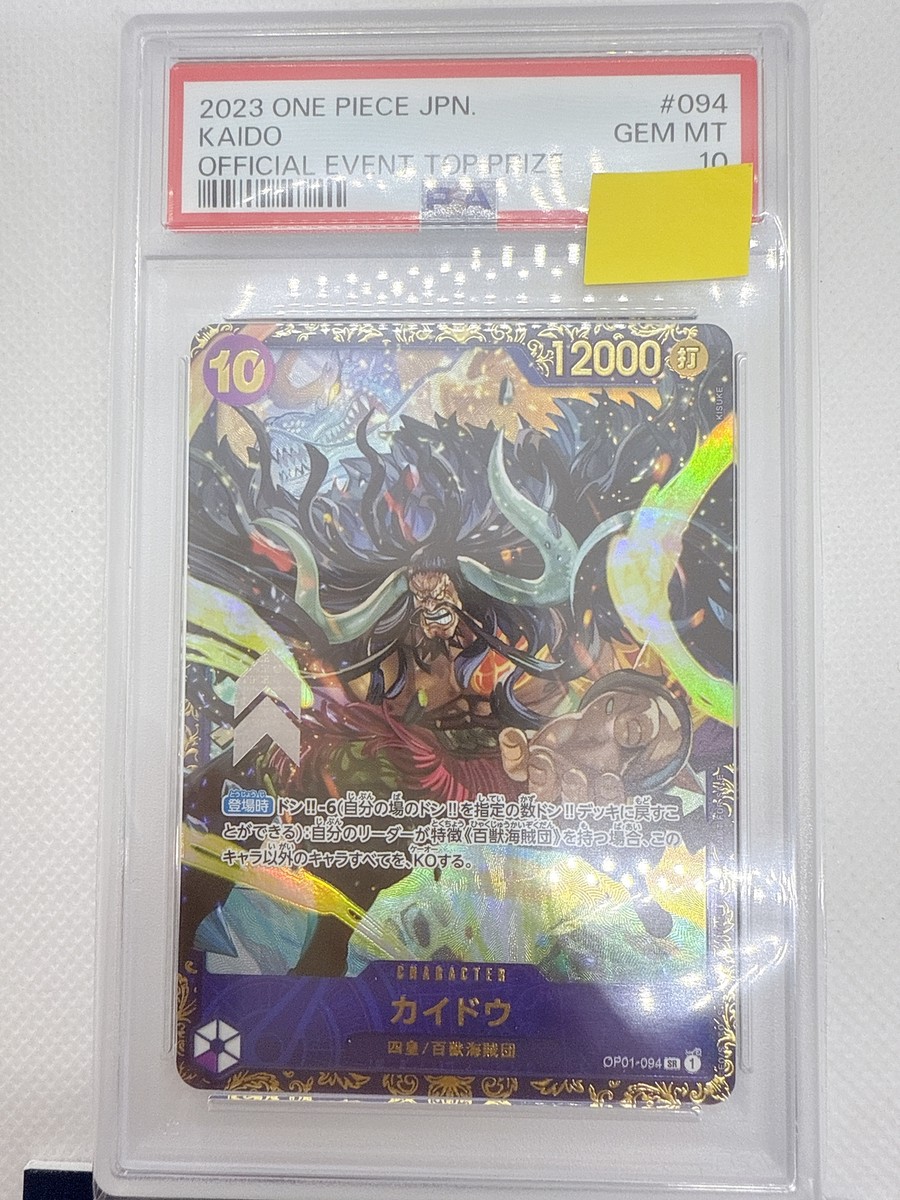 2023 ONE PIECE JPN.
#094
KAIDO
GEM MT
OFFICIAL EVENT TOP PRIZE
10
PSA
10
12000
打
KISUKE
登場時 ドン!!-6(自分の場のドン!!を指定の数ドン!!デッキに戻すこ
とができる):自分のリーダーが特徴《百獣海賊団》を持つ場合、この
キャラ以外のキャラすべてを、KOする。
CHARACTER
カイドウ
四皇/百獣海賊団
OP01-094 SR 1